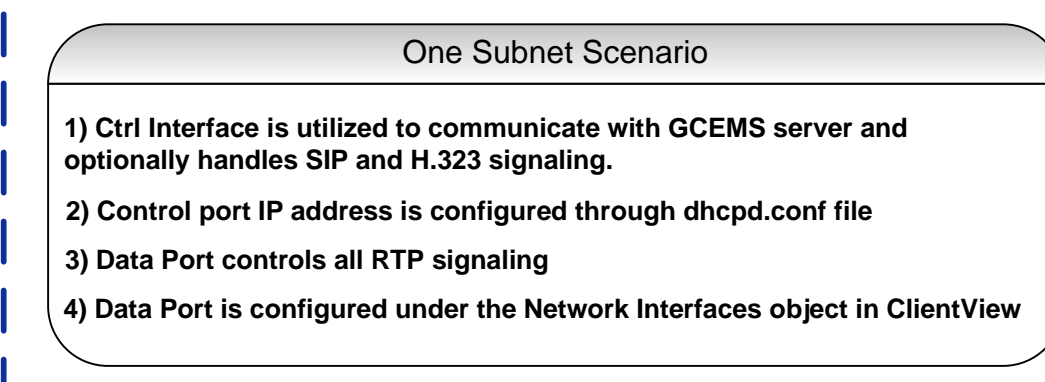 One Subnet Scenario
1) Ctrl Interface is utilized to communicate with GCEMS server and
optionally handles SIP and H.323 signaling.
2) Control port IP address is configured through dhcpd.conf file
3) Data Port controls all RTP signaling
4) Data Port is configured under the Network Interfaces object in ClientView